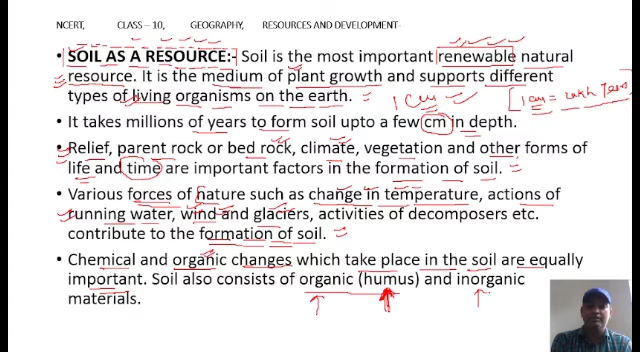 NCERT, CLASS – 10, GEOGRAPHY, RESOURCES AND DEVELOPMENT-
• SOIL AS A RESOURCE:- Soil is the most important renewable natural
resource. It is the medium of plant growth and supports different
types of living organisms on the earth.
1 cm
[1 cm =
• It takes millions of years to form soil upto a few cm in depth.
• Relief, parent rock or bed rock, climate, vegetation and other forms of
life and time are important factors in the formation of soil.
• Various forces of nature such as change in temperature, actions of
running water, wind and glaciers, activities of decomposers etc.
contribute to the formation of soil.
• Chemical and organic changes which take place in the soil are equally
important. Soil also consists of organic (humus) and inorganic
materials.